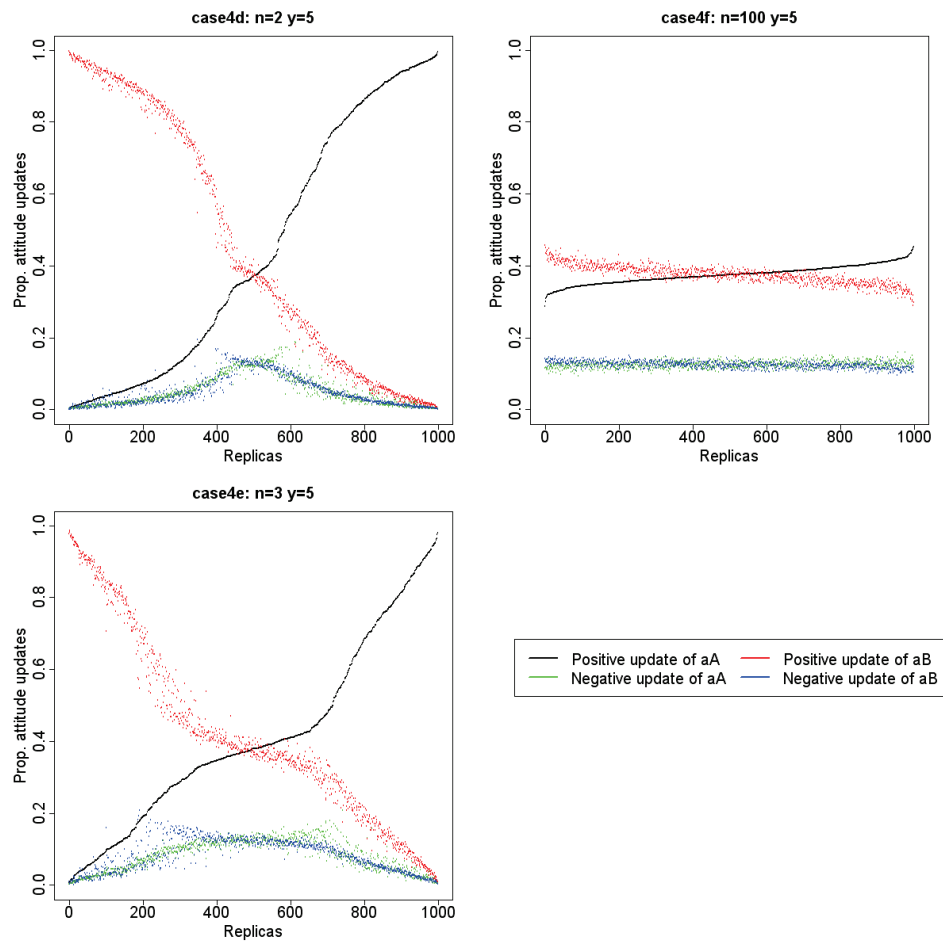 case4d: n=2 y=5
Prop. attitude updates
1.0
0.8
0.6
0.4
0.2
0.0
0 200 400 600 800 1000
Replicas
case4f: n=100 y=5
Prop. attitude updates
1.0
0.8
0.6
0.4
0.2
0.0
0 200 400 600 800 1000
Replicas
case4e: n=3 y=5
Prop. attitude updates
1.0
0.8
0.6
0.4
0.2
0.0
0 200 400 600 800 1000
Replicas
Positive update of aA Positive update of aB
Negative update of aA Negative update of aB